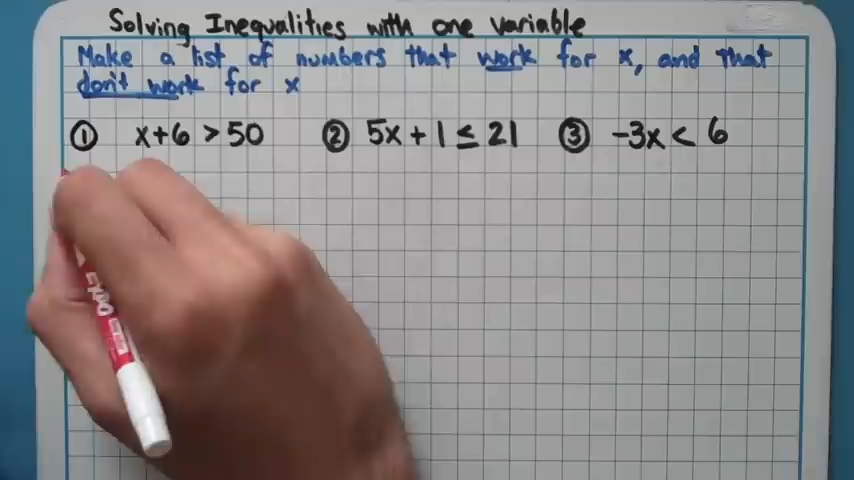 Solving Inequalities with one variable
Make a list of numbers that work for x, and that
don't work for x
① x+6 > 50 ② 5x + 1 ≤ 21 ③ -3x < 6
EXPO